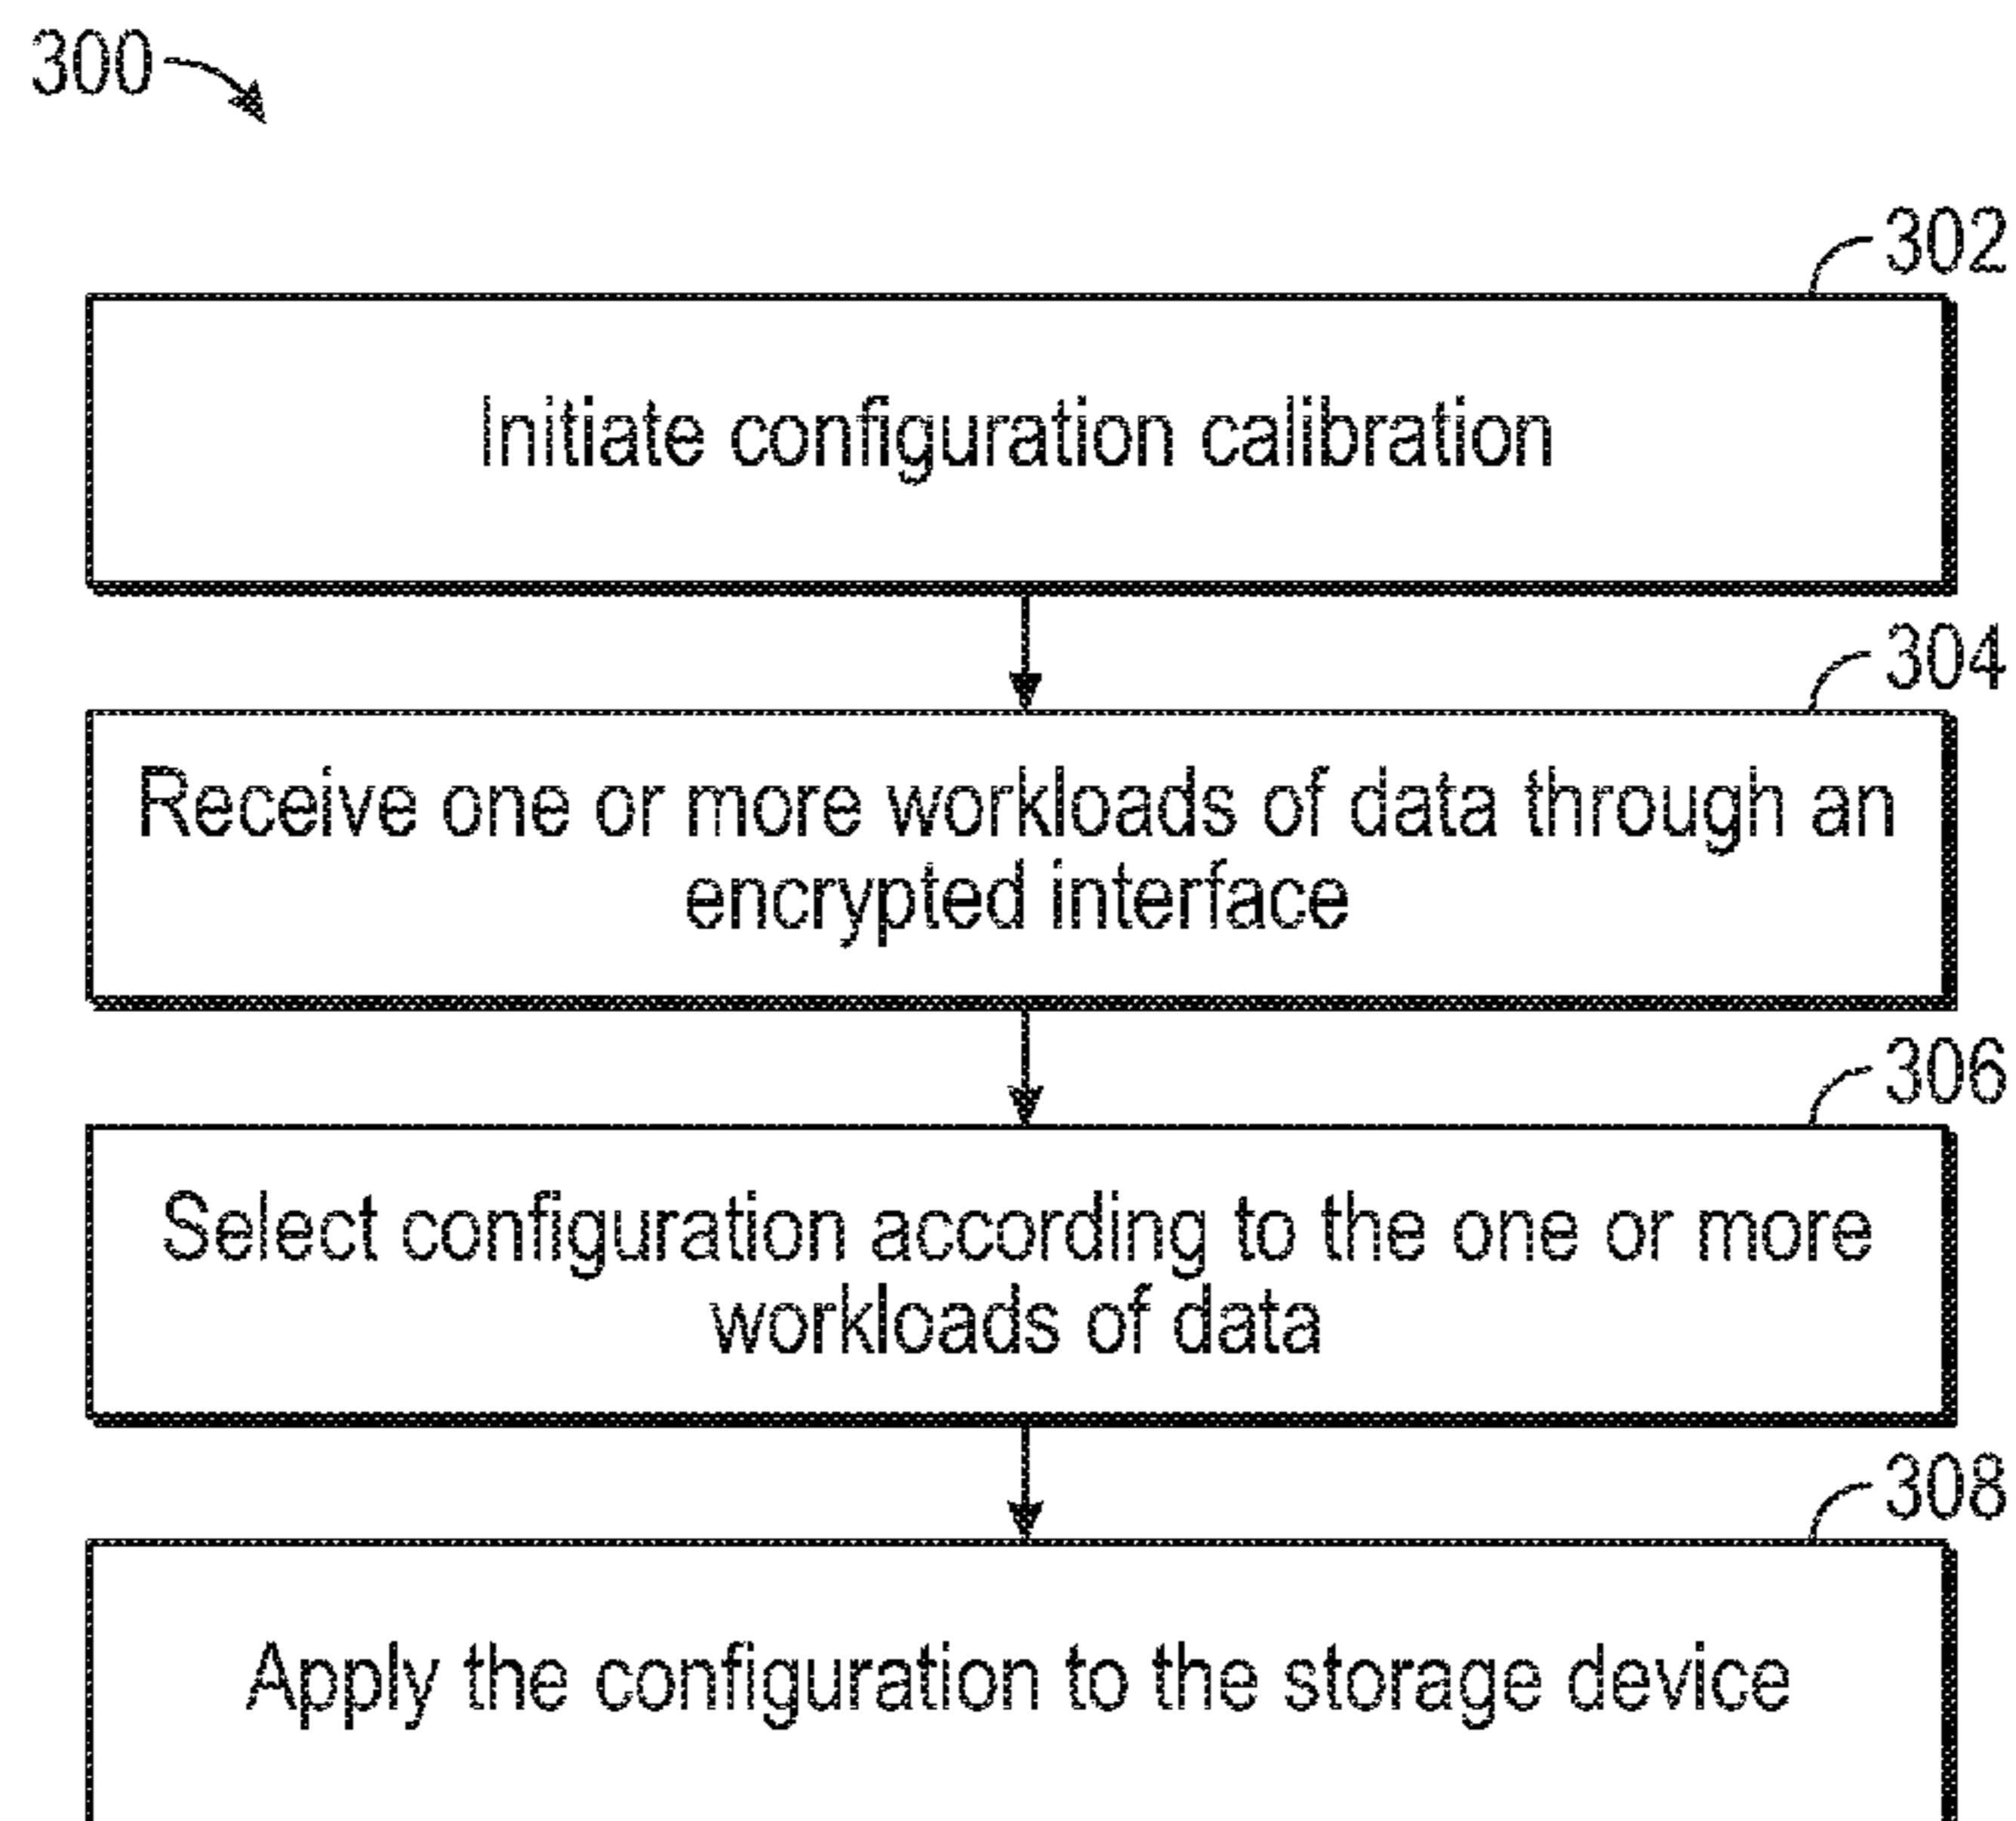 300
302
Initiate configuration calibration
304
Receive one or more workloads of data through an
encrypted interface
306
Select configuration according to the one or more
workloads of data
308
Apply the configuration to the storage device